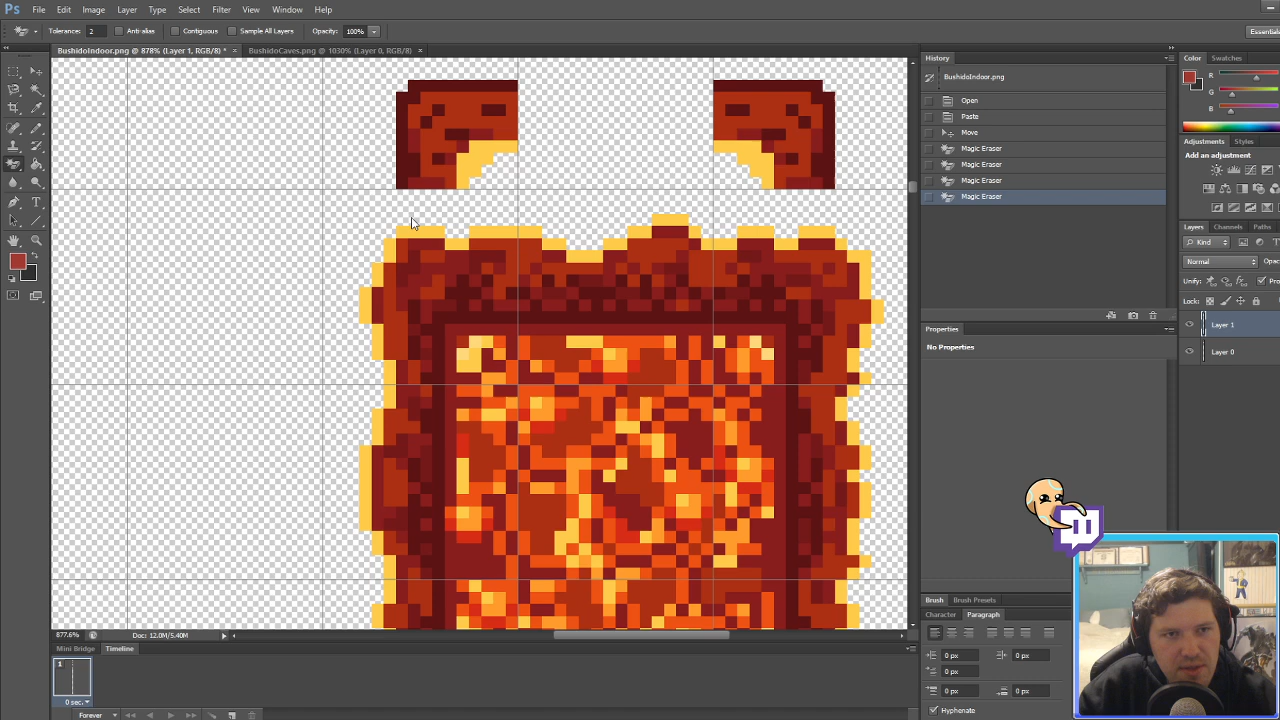 Ps File Edit Image Layer Type Select Filter View Window Help
Tolerance: 2 Anti-alias Contiguous Sample All Layers Opacity: 100% Essentials
BushidoIndoor.png @ 878% (Layer 1, RGB/8) * × BushidoCaves.png @ 1030% (Layer 0, RGB/8) ×
History
BushidoIndoor.png
Open
Paste
Move
Magic Eraser
Magic Eraser
Magic Eraser
Magic Eraser
Color Swatches
R
G
B
Adjustments Styles
Add an adjustment
Layers Channels Paths
Kind
Normal Opac
Unify: Pro
Lock:
Layer 1
Layer 0
Properties
No Properties
Brush Brush Presets
Character Paragraph
0 px 0 px
0 px
0 px 0 px
Hyphenate
877.6% Doc: 12.0M/5.40M
Mini Bridge Timeline
1
0 sec.
Forever